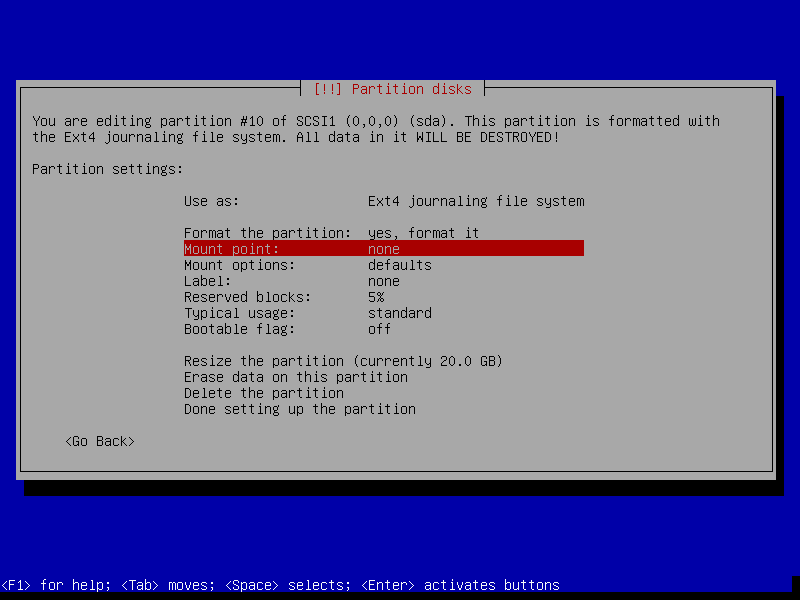 [!!] Partition disks
You are editing partition #10 of SCSI1 (0,0,0) (sda). This partition is formatted with
the Ext4 journaling file system. All data in it WILL BE DESTROYED!
Partition settings:
Use as: Ext4 journaling file system
Format the partition: yes, format it
Mount point: none
Mount options: defaults
Label: none
Reserved blocks: 5%
Typical usage: standard
Bootable flag: off
Resize the partition (currently 20.0 GB)
Erase data on this partition
Delete the partition
Done setting up the partition
<Go Back>
<F1> for help; <Tab> moves; <Space> selects; <Enter> activates buttons